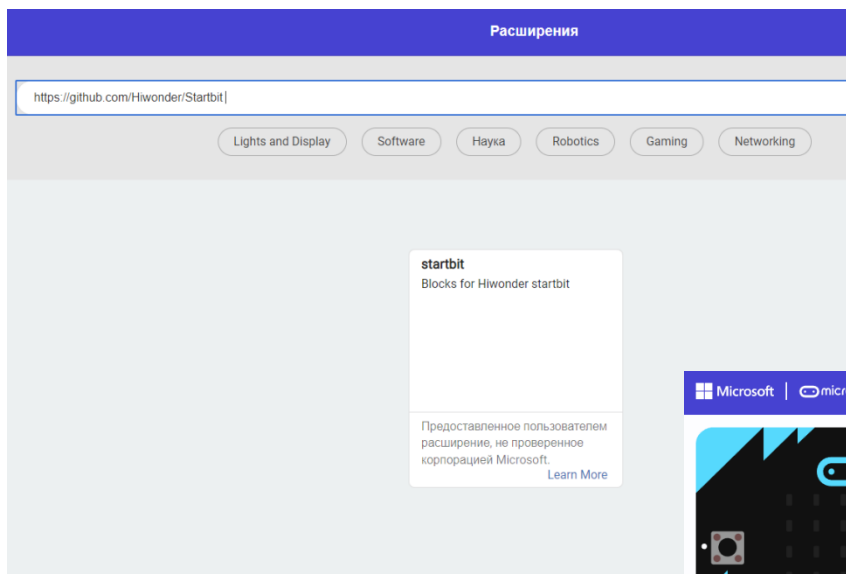 Расширения
https://github.com/Hiwonder/Startbit
Lights and Display
Software
Наука
Robotics
Gaming
Networking
startbit
Blocks for Hiwonder startbit
Предоставленное пользователем
расширение, не проверенное
корпорацией Microsoft.
Learn More
Microsoft